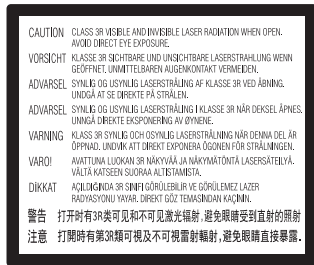 CAUTION CLASS 3R VISIBLE AND INVISIBLE LASER RADIATION WHEN OPEN.
AVOID DIRECT EYE EXPOSURE.
VORSICHT KLASSE 3R SICHTBARE UND UNSICHTBARE LASERSTRAHLUNG WENN
GEÖFFNET, UNMITTELBAREN AUGENKONTAKT VERMEIDEN.
ADVARSEL SYNLIG OG USYNLIG LASERSTRÅLING AF KLASSE 3R VED ÅBNING.
UNDGÅ AT SE DIREKTE PÅ STRÅLEN.
ADVARSEL SYNLIG OG USYNLIG LASERSTRÅLING I KLASSE 3R NÅR DEKSEL ÅPNES.
UNNGÅ DIREKTE EKSPONERING AV ØYNENE.
VARNING KLASS 3R SYNLIG OCH OSYNLIG LASERSTRÅLNING NÄR DENNA DEL ÄR
ÖPPNAD. UNDVIK ATT DIREKT EXPONERA ÖGONEN FÖR STRÅLNINGEN.
VARO! AVATTUNA LUOKAN 3R NÄKYVÄÄ JA NÄKYMÄTÖNTÄ LASERSÄTEILYÄ.
VÄLTÄ KATSEEN SUORAA ALTISTAMISTA.
DİKKAT AÇILDIĞINDA 3R SINIFI GÖRÜLEBİLİR VE GÖRÜLEMEZ LAZER
RADYASYONU YAYAR. DİREKT GÖZ TEMASINDAN KAÇININ.
警告 打开时有3R类可见和不可见激光辐射,避免眼睛受到直射的照射
注意 打開時有第3R類可視及不可視雷射輻射,避免眼睛直接暴露.